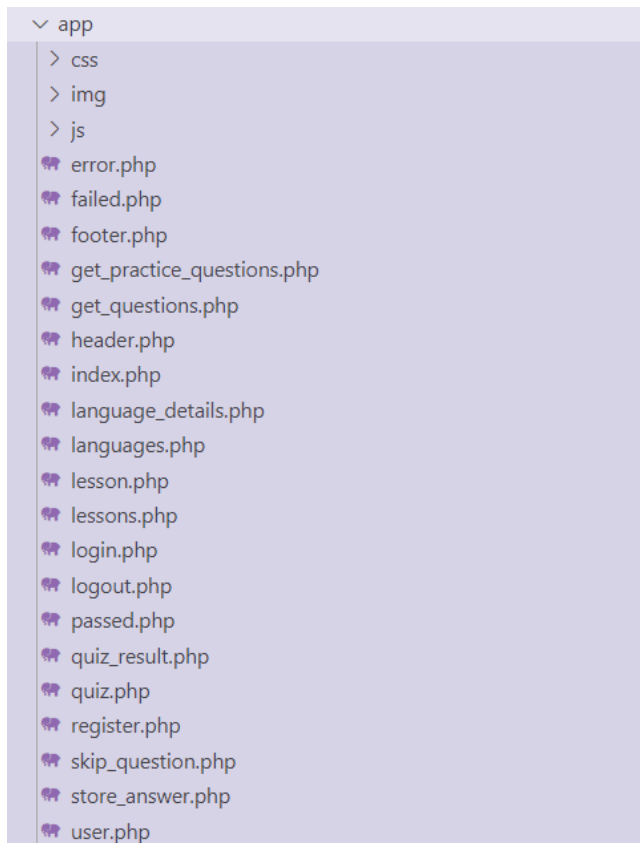 app
css
img
js
error.php
failed.php
footer.php
get_practice_questions.php
get_questions.php
header.php
index.php
language_details.php
languages.php
lesson.php
lessons.php
login.php
logout.php
passed.php
quiz_result.php
quiz.php
register.php
skip_question.php
store_answer.php
user.php